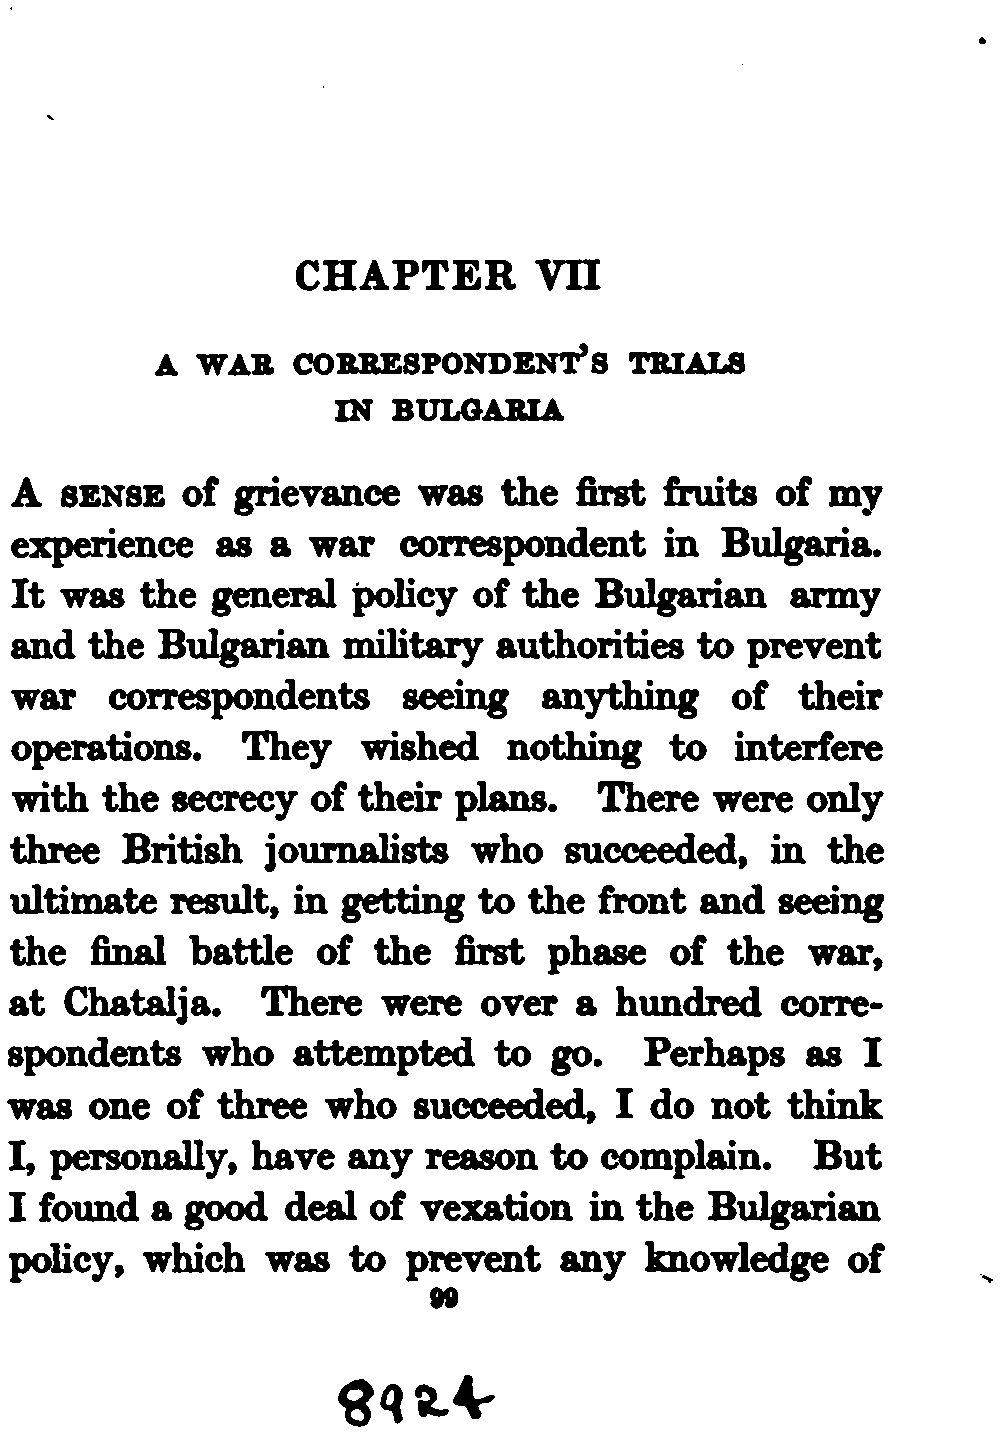 CHAPTER VII
A WAR CORRESPONDENT'S TRIALS
IN BULGARIA
A SENSE of grievance was the first fruits of my
experience as a war correspondent in Bulgaria.
It was the general policy of the Bulgarian army
and the Bulgarian military authorities to prevent
war correspondents seeing anything of their
operations. They wished nothing to interfere
with the secrecy of their plans. There were only
three British journalists who succeeded, in the
ultimate result, in getting to the front and seeing
the final battle of the first phase of the war,
at Chatalja. There were over a hundred corre-
spondents who attempted to go. Perhaps as I
was one of three who succeeded, I do not think
I, personally, have any reason to complain. But
I found a good deal of vexation in the Bulgarian
policy, which was to prevent any knowledge of
99
8924